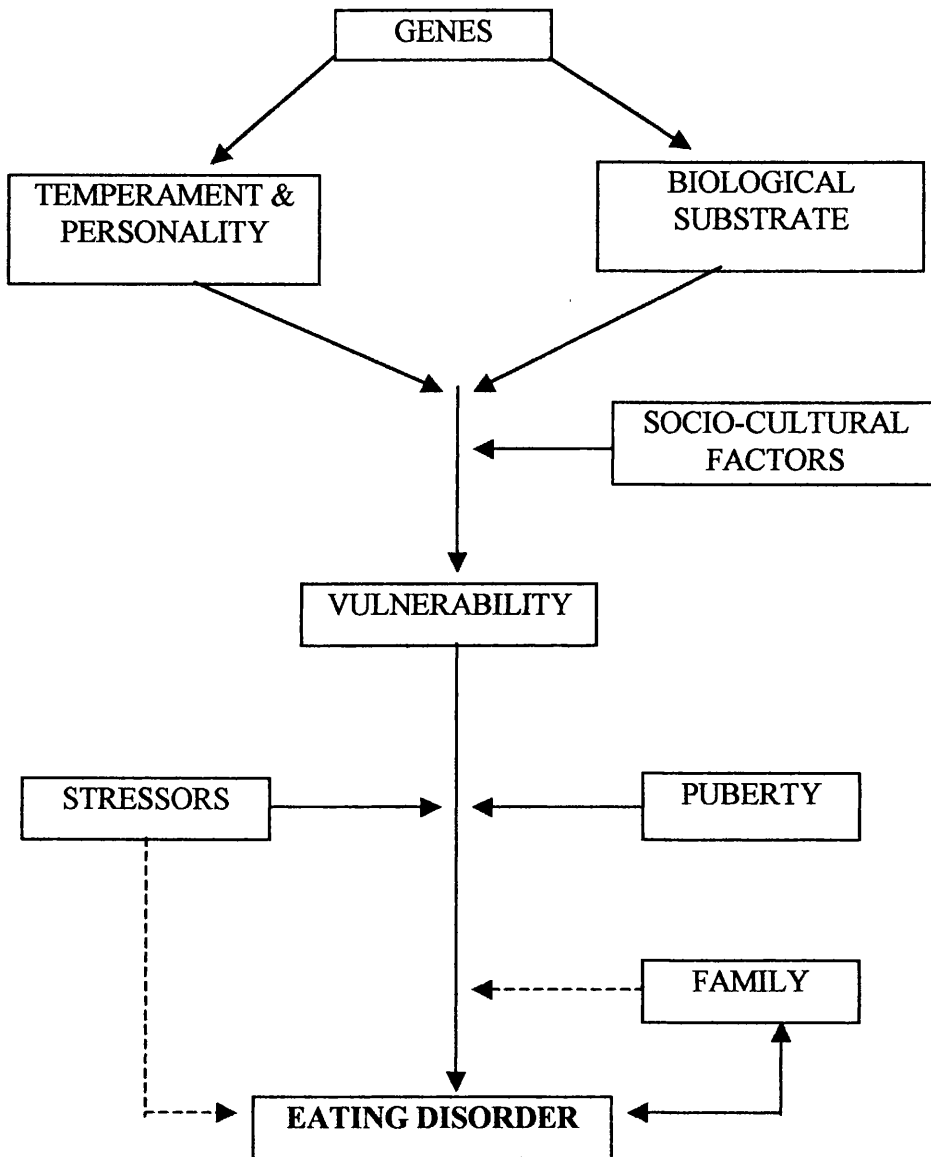 GENES
TEMPERAMENT &
PERSONALITY
BIOLOGICAL
SUBSTRATE
SOCIO-CULTURAL
FACTORS
VULNERABILITY
STRESSORS
PUBERTY
FAMILY
EATING DISORDER